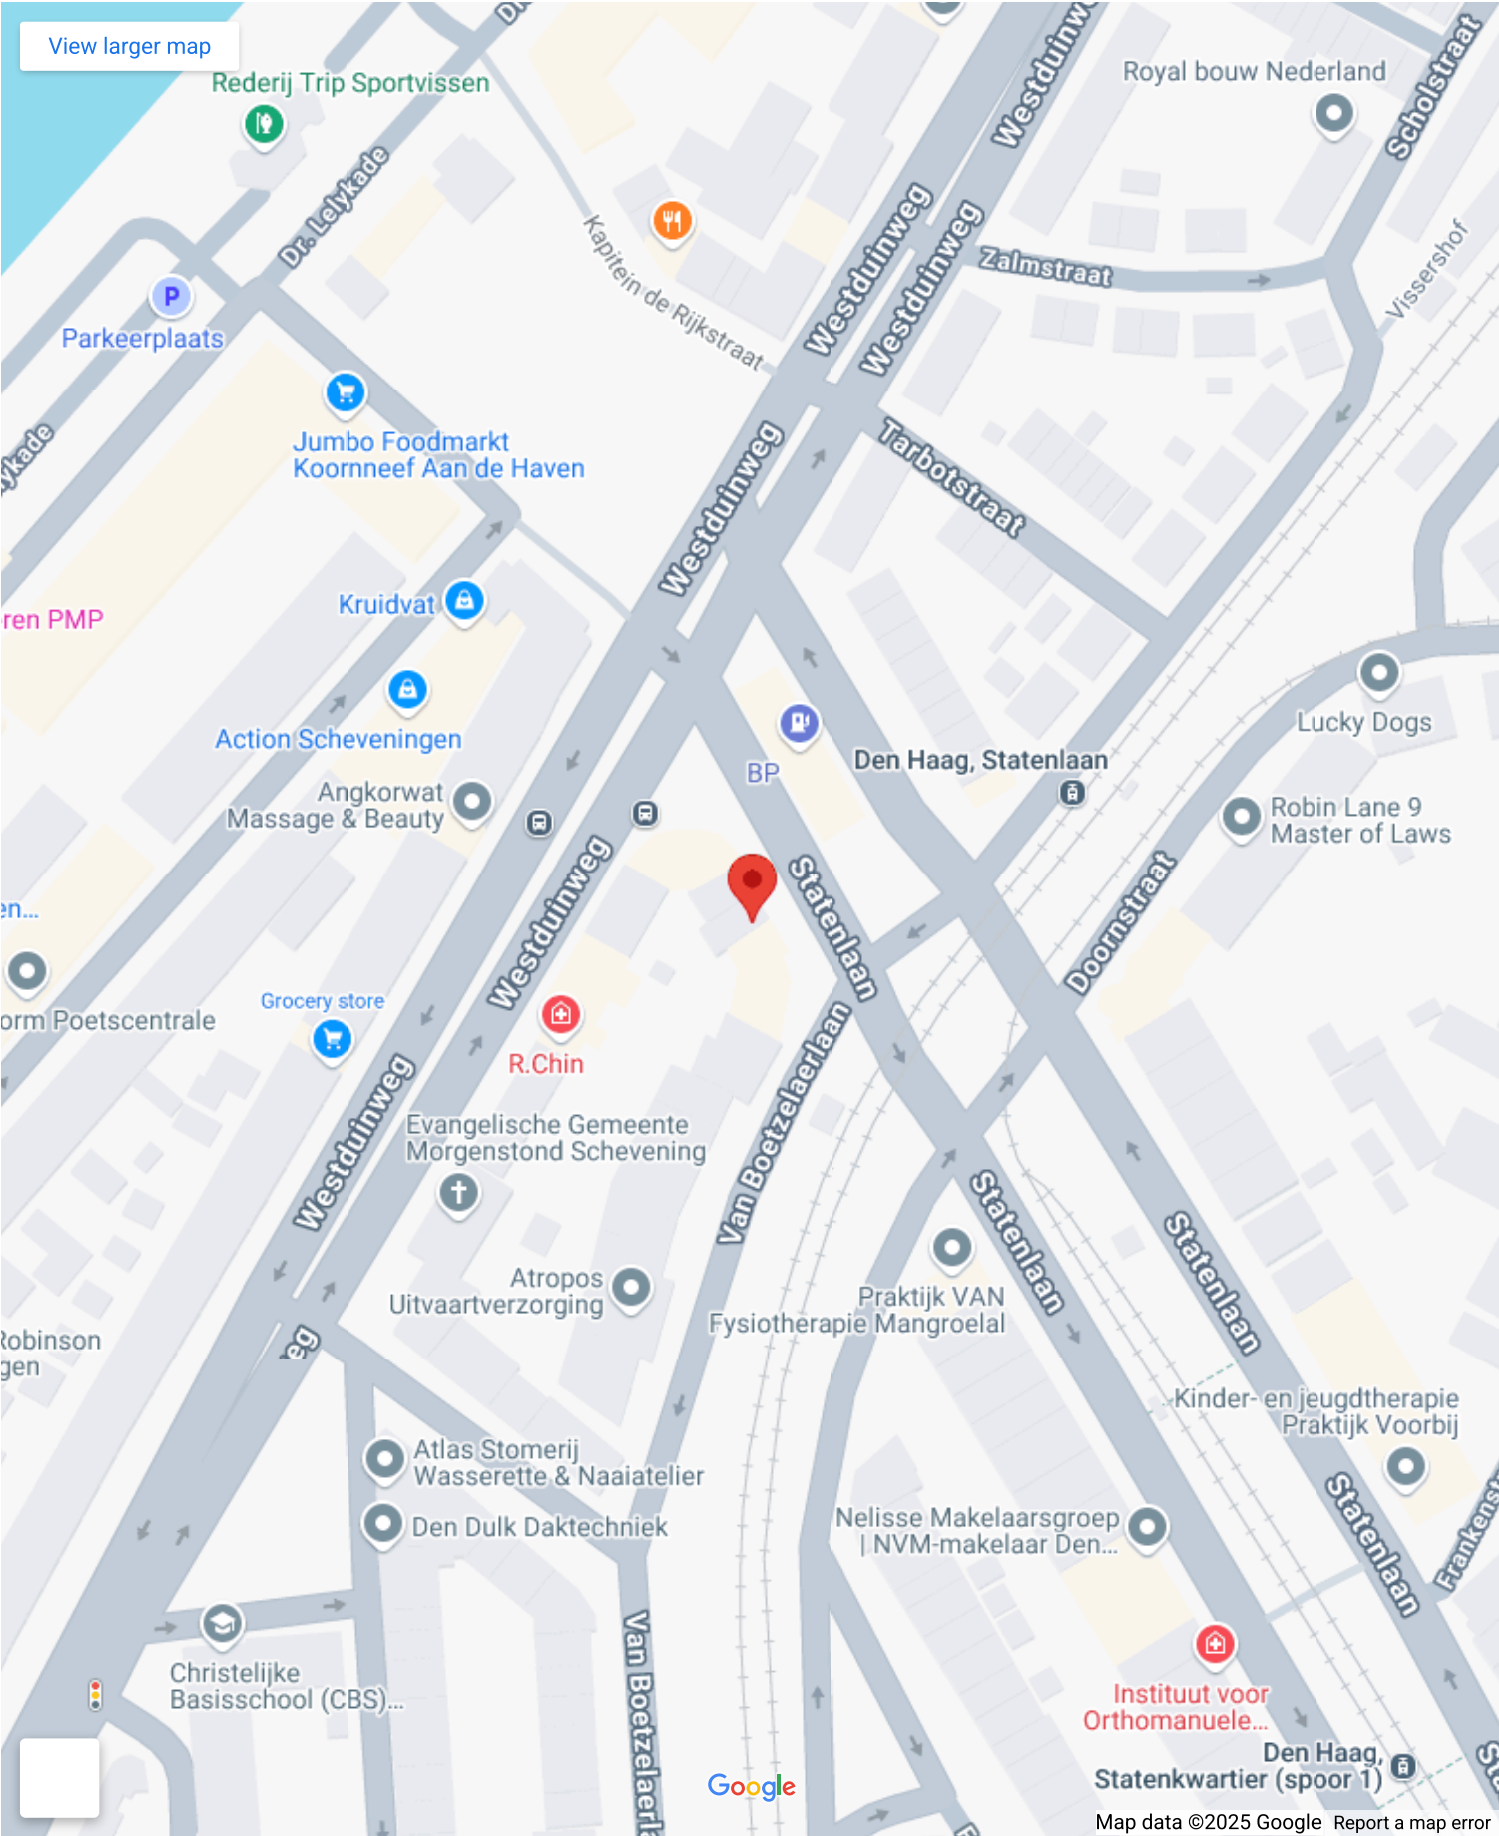 View larger map
Rederij Trip Sportvissen
Royal bouw Nederland
Scholstraat
Westduinweg
Dr. Lelykade
P
Parkeerplaats
Kapitein de Rijkstraat
Westduinweg
Westduinweg
Zalmstraat
Vissershof
Jumbo Foodmarkt
Koornneef Aan de Haven
Westduinweg
Tarbotstraat
Kruidvat
ren PMP
Action Scheveningen
Lucky Dogs
BP
Den Haag, Statenlaan
Angkorwat
Massage & Beauty
Robin Lane 9
Master of Laws
Westduinweg
Statenlaan
Doornstraat
en...
orm Poetscentrale
Grocery store
R.Chin
Westduinweg
Evangelische Gemeente
Morgenstond Schevening
Van Boetzelaerlaan
Statenlaan
Statenlaan
Atropos
Uitvaartverzorging
Praktijk VAN
Fysiotherapie Mangroelal
Robinson
gen
eg
Kinder- en jeugdtherapie
Praktijk Voorbij
Atlas Stomerij
Wasserette & Naaiatelier
Den Dulk Daktechniek
Nelisse Makelaarsgroep
| NVM-makelaar Den...
Statenlaan
Frankenst
Christelijke
Basisschool (CBS)...
Van Boetzelaerla
Instituut voor
Orthomanuele...
Den Haag,
Statenkwartier (spoor 1)
Google
Map data ©2025 Google
Report a map error